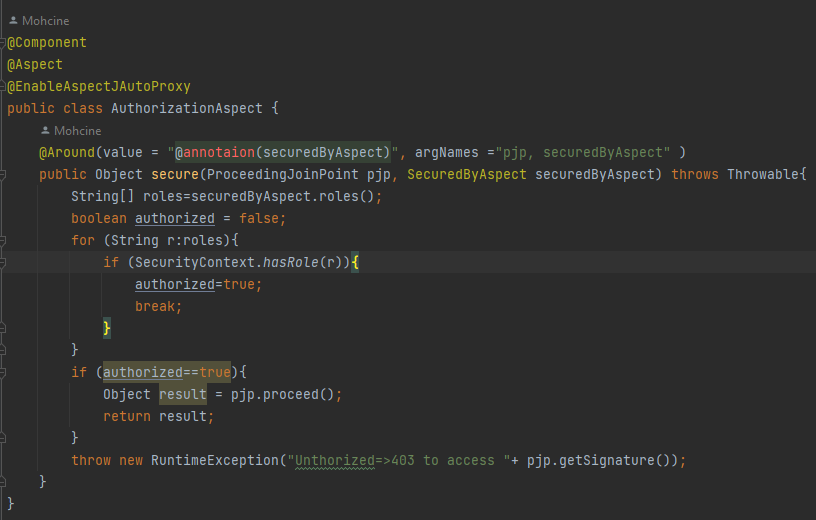 Mohcine
@Component
@Aspect
@EnableAspectJAutoProxy
public class AuthorizationAspect {
Mohcine
@Around(value = "@annotaion(securedByAspect)", argNames ="pjp, securedByAspect" )
public Object secure(ProceedingJoinPoint pjp, SecuredByAspect securedByAspect) throws Throwable{
String[] roles=securedByAspect.roles();
boolean authorized = false;
for (String r:roles){
if (SecurityContext.hasRole(r)){
authorized=true;
break;
}
}
if (authorized==true){
Object result = pjp.proceed();
return result;
}
throw new RuntimeException("Unthorized=>403 to access "+ pjp.getSignature());
}
}